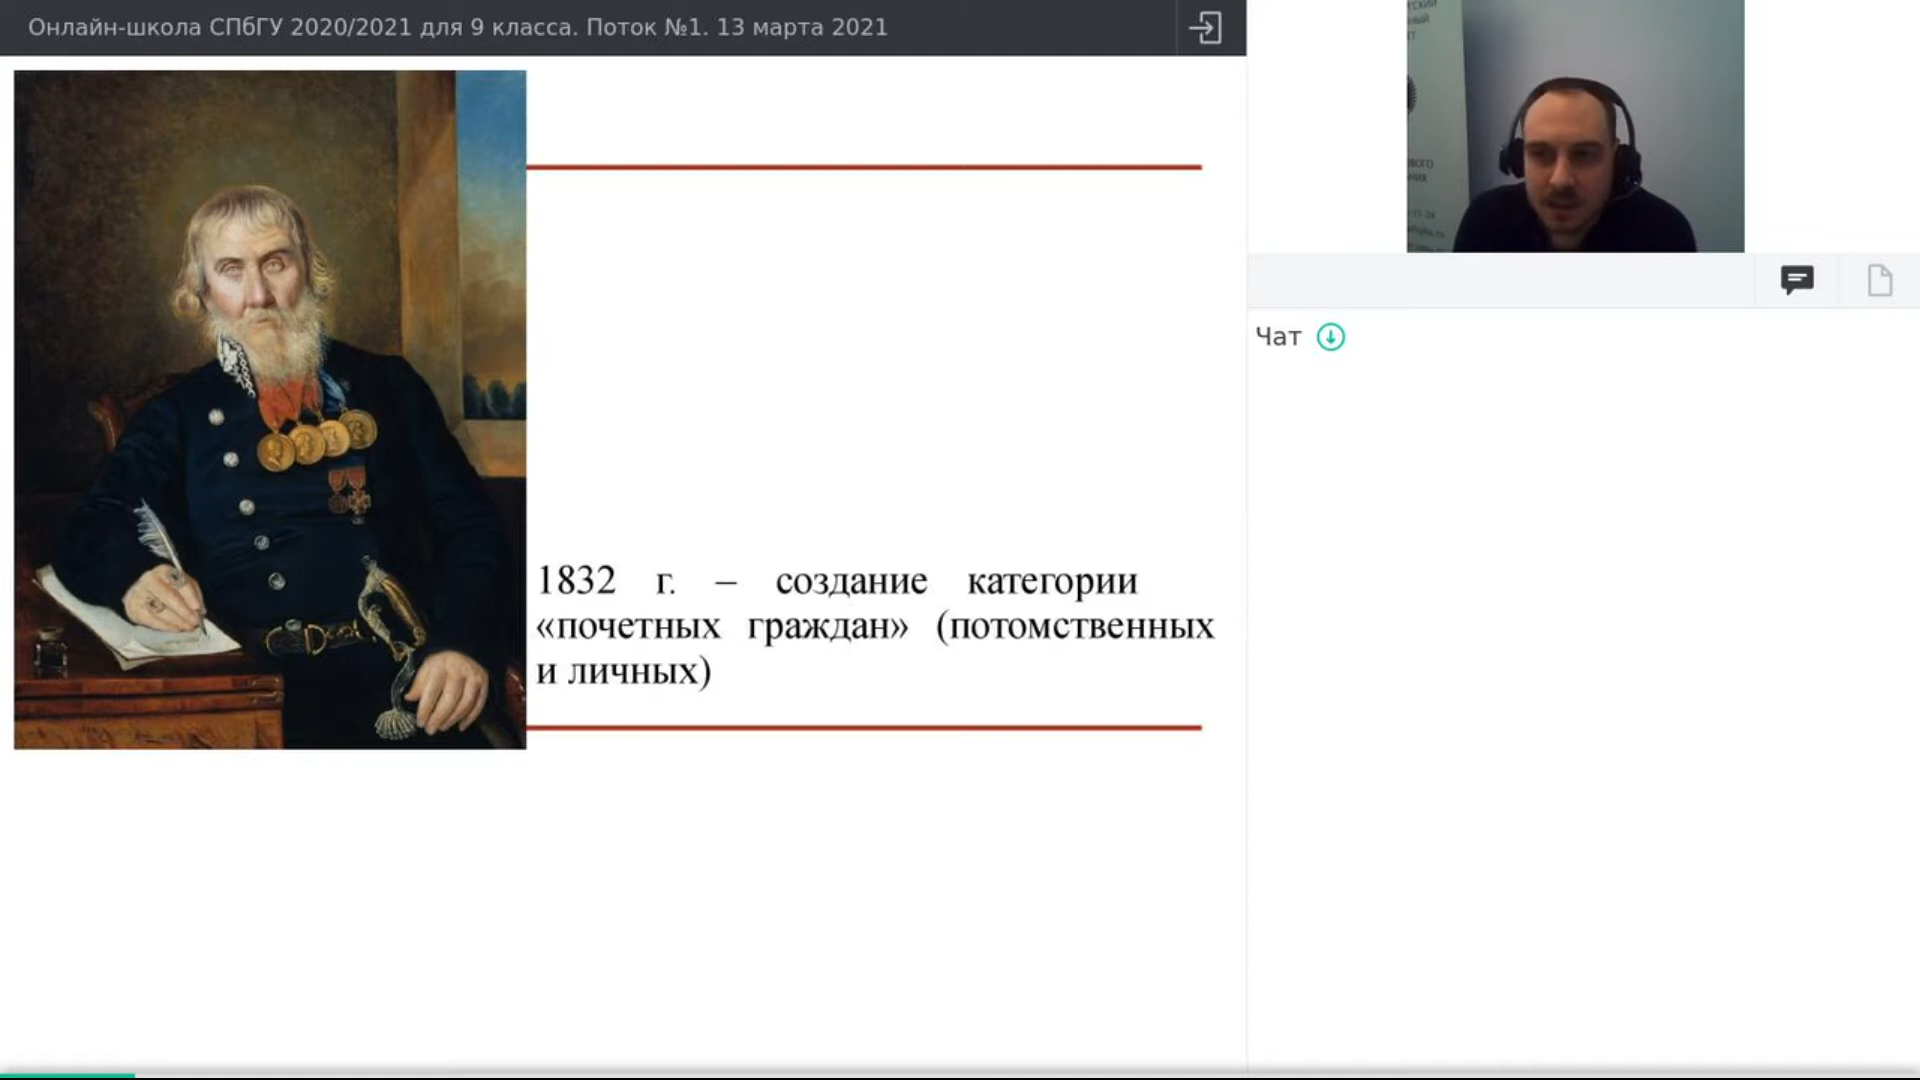 Онлайн-школа СПбГУ 2020/2021 для 9 класса. Поток №1. 13 марта 2021
1832 г. – создание категории
«почетных граждан» (потомственных
и личных)
Чат